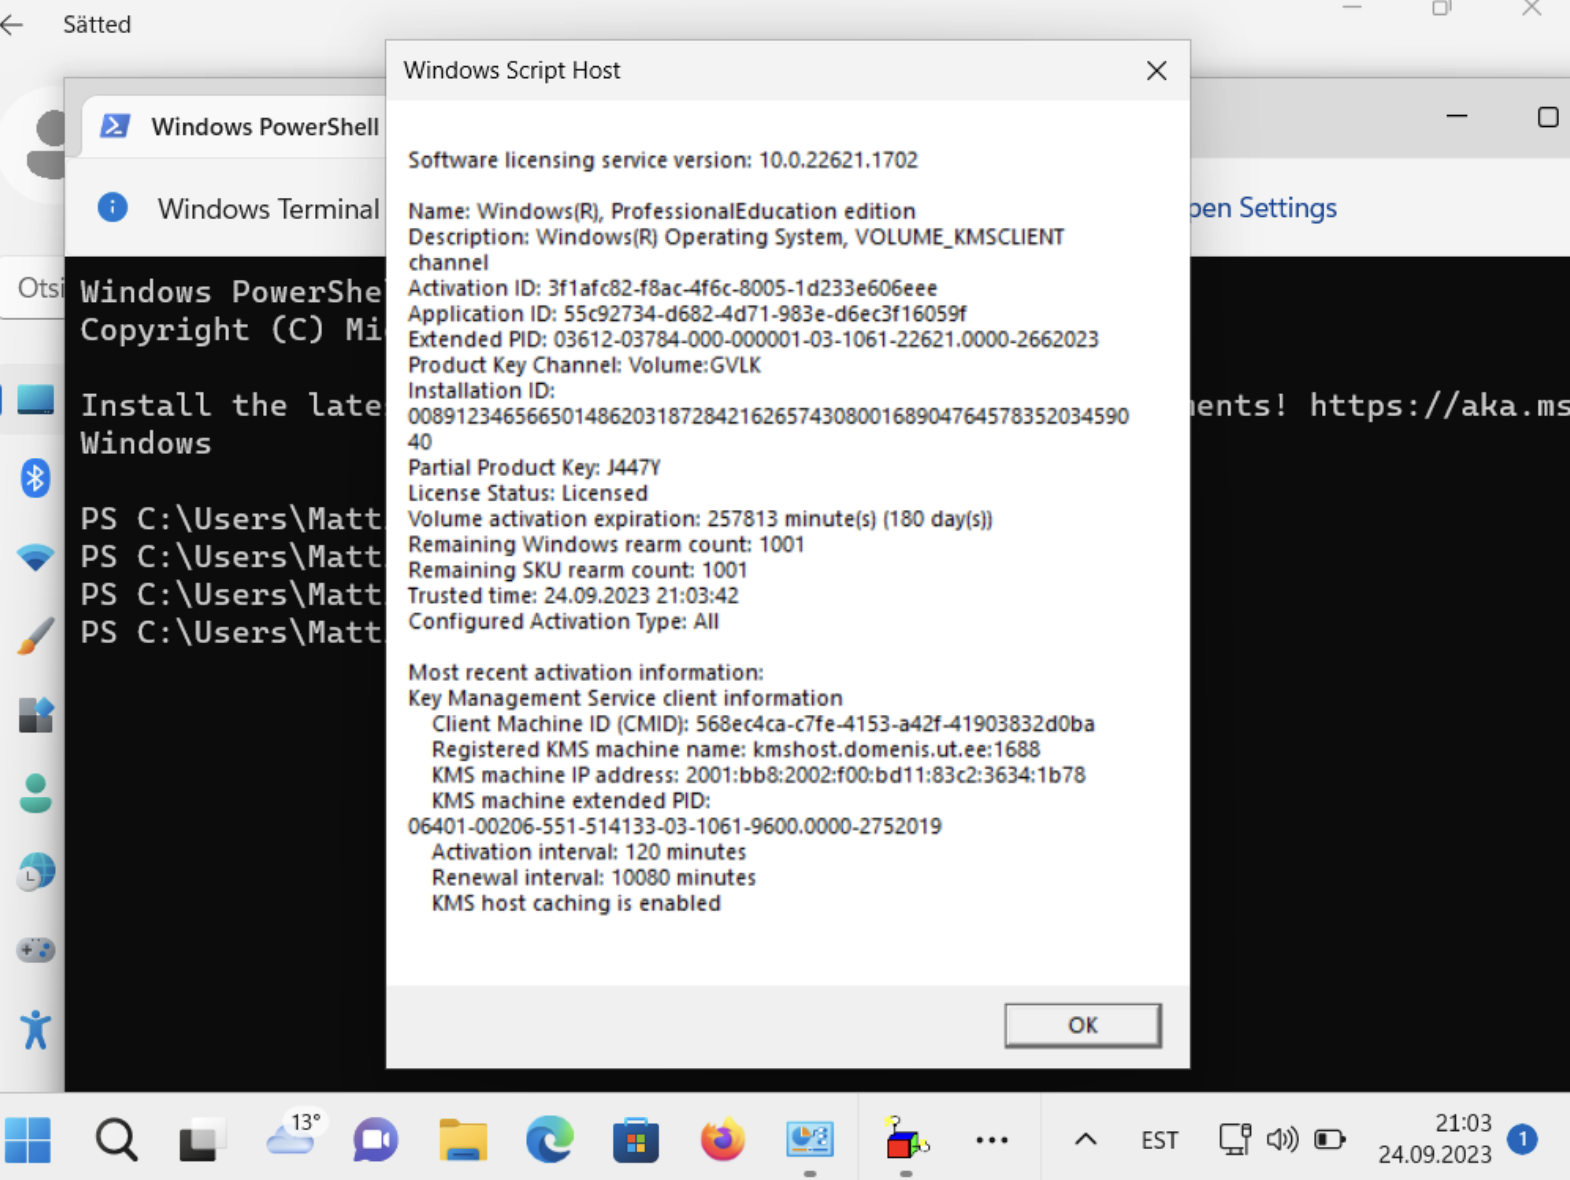 Sätted
Windows Script Host
Windows PowerShell
Windows Terminal
pen Settings
Otsi
Windows PowerShe
Copyright (C) Mi
Install the late
ments! https://aka.ms
Windows
PS C:\Users\Matt
PS C:\Users\Matt
PS C:\Users\Matt
PS C:\Users\Matt
Software licensing service version: 10.0.22621.1702
Name: Windows(R), ProfessionalEducation edition
Description: Windows(R) Operating System, VOLUME_KMSCLIENT
channel
Activation ID: 3f1afc82-f8ac-4f6c-8005-1d233e606eee
Application ID: 55c92734-d682-4d71-983e-d6ec3f16059f
Extended PID: 03612-03784-000-000001-03-1061-22621.0000-2662023
Product Key Channel: Volume:GVLK
Installation ID:
0089123465665014862031872842162657430800168904764578352034590
40
Partial Product Key: J447Y
License Status: Licensed
Volume activation expiration: 257813 minute(s) (180 day(s))
Remaining Windows rearm count: 1001
Remaining SKU rearm count: 1001
Trusted time: 24.09.2023 21:03:42
Configured Activation Type: All
Most recent activation information:
Key Management Service client information
Client Machine ID (CMID): 568ec4ca-c7fe-4153-a42f-41903832d0ba
Registered KMS machine name: kmshost.domenis.ut.ee:1688
KMS machine IP address: 2001:bb8:2002:f00:bd11:83c2:3634:1b78
KMS machine extended PID:
06401-00206-551-514133-03-1061-9600.0000-2752019
Activation interval: 120 minutes
Renewal interval: 10080 minutes
KMS host caching is enabled
OK
13°
EST
21:03
24.09.2023
1